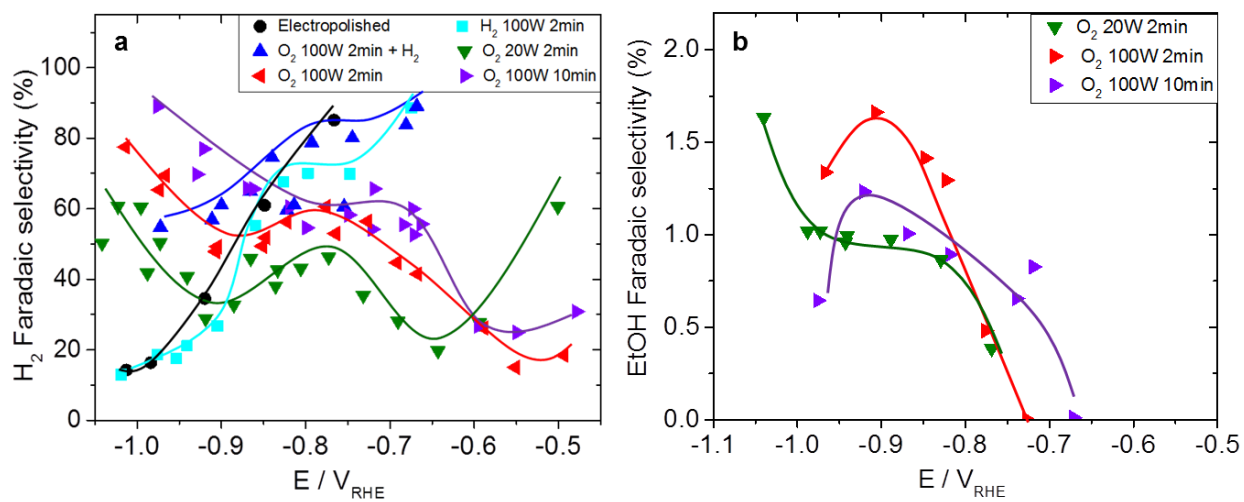 a
Electropolished
H₂ 100W 2min
O₂ 100W 2min + H₂
O₂ 20W 2min
O₂ 100W 2min
O₂ 100W 10min
H₂ Faradaic selectivity (%)
100
80
60
40
20
0
-1.0 -0.9 -0.8 -0.7 -0.6 -0.5
E / V_RHE
b
O₂ 20W 2min
O₂ 100W 2min
O₂ 100W 10min
EtOH Faradaic selectivity (%)
2.0
1.5
1.0
0.5
0.0
-1.1 -1.0 -0.9 -0.8 -0.7 -0.6 -0.5
E / V_RHE